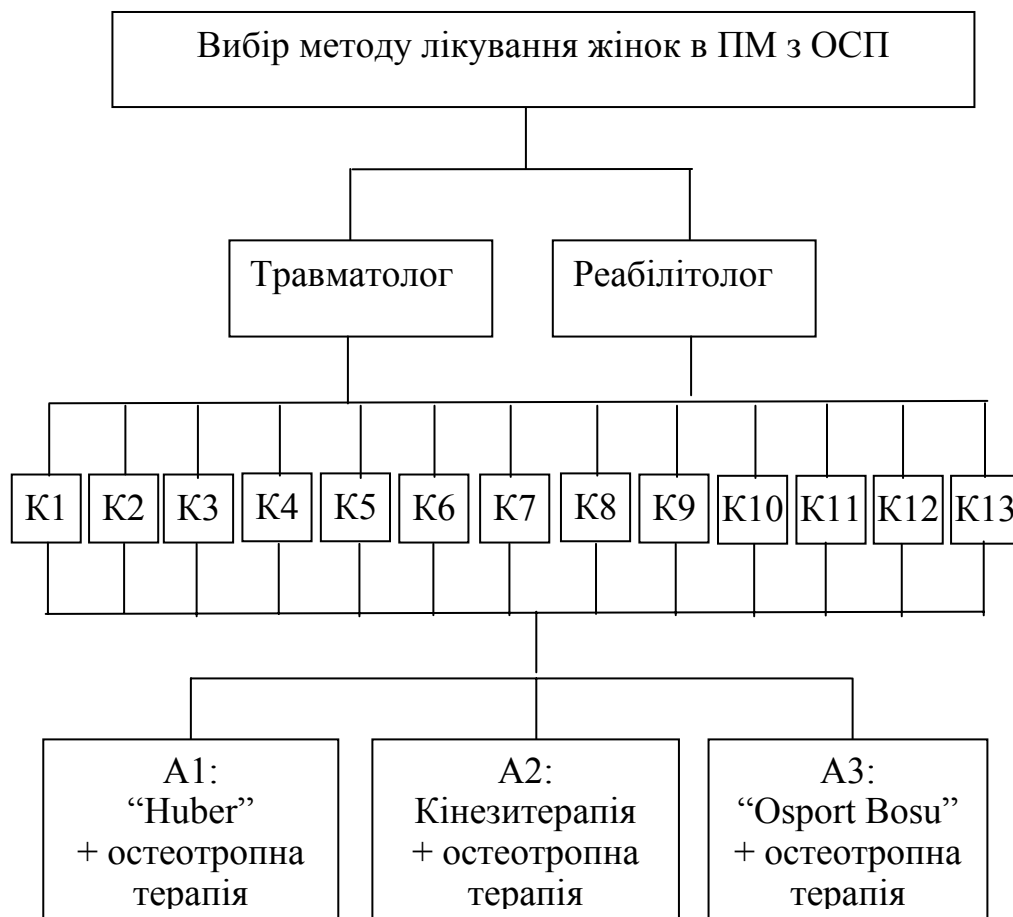 Вибір методу лікування жінок в ПМ з ОСП
Травматолог
Реабілітолог
К1 К2 К3 К4 К5 К6 К7 К8 К9 К10 К11 К12 К13
А1:
“Huber”
+ остеотропна
терапія
А2:
Кінезитерапія
+ остеотропна
терапія
А3:
“Osport Bosu”
+ остеотропна
терапія